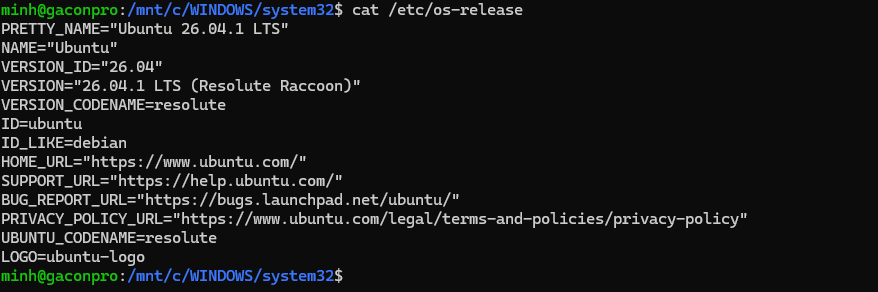 minh@gaconpro:/mnt/c/WINDOWS/system32$ cat /etc/os-release
PRETTY_NAME="Ubuntu 26.04.1 LTS"
NAME="Ubuntu"
VERSION_ID="26.04"
VERSION="26.04.1 LTS (Resolute Raccoon)"
VERSION_CODENAME=resolute
ID=ubuntu
ID_LIKE=debian
HOME_URL="https://www.ubuntu.com/"
SUPPORT_URL="https://help.ubuntu.com/"
BUG_REPORT_URL="https://bugs.launchpad.net/ubuntu/"
PRIVACY_POLICY_URL="https://www.ubuntu.com/legal/terms-and-policies/privacy-policy"
UBUNTU_CODENAME=resolute
LOGO=ubuntu-logo
minh@gaconpro:/mnt/c/WINDOWS/system32$